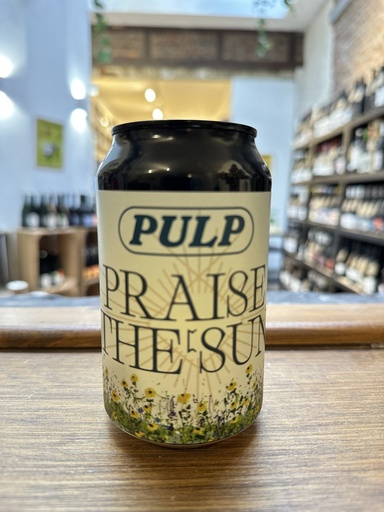 PULP
PRAISE
THE SUN